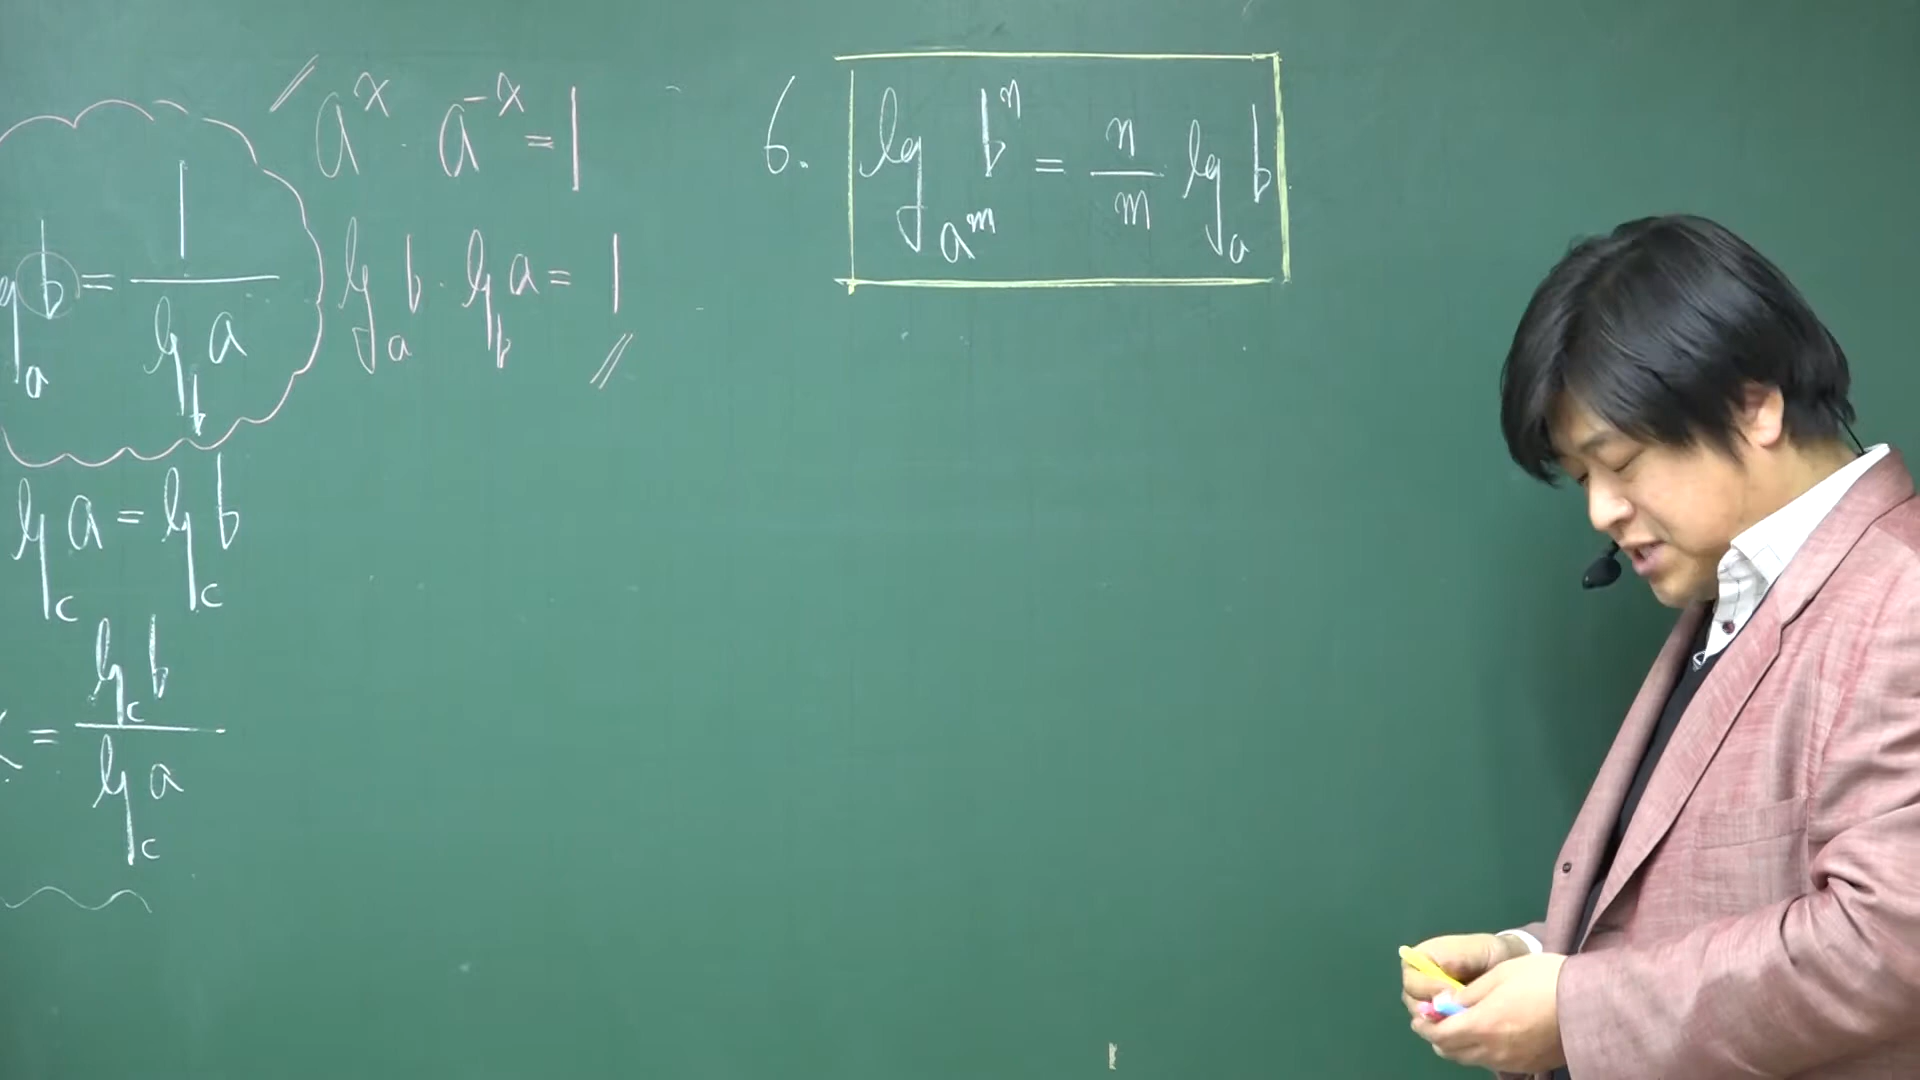 log_a b = 1 / log_b a
log_c a = log_c b
= log_c b / log_c a
a^x · a^-x = 1
log_a b · log_b a = 1
6. log_{a^m} b^n = n/m log_a b